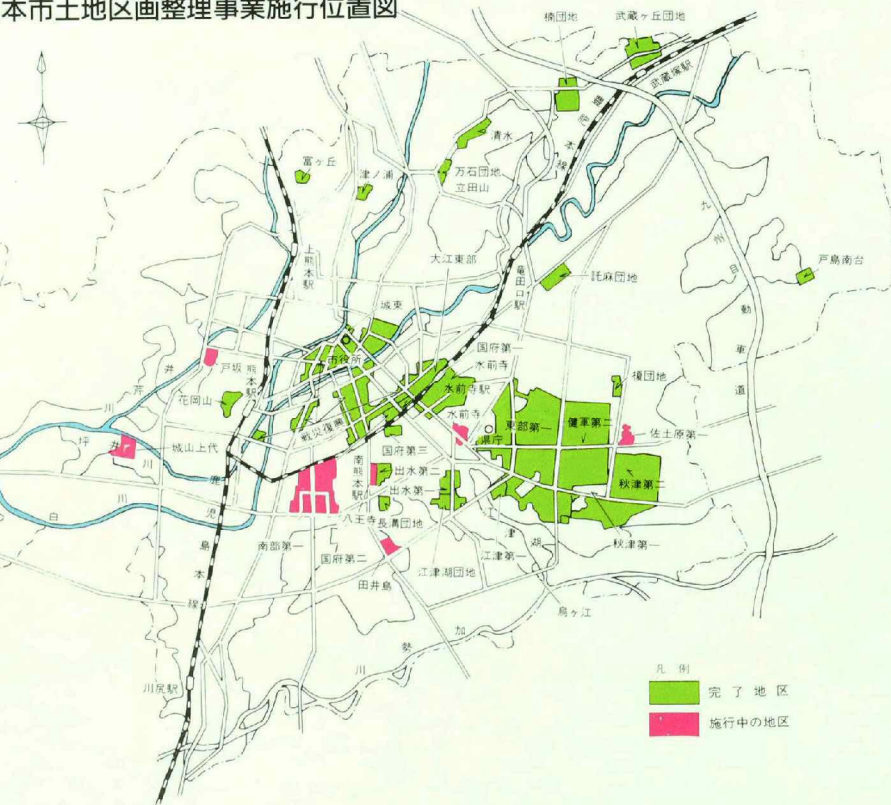 本市土地区画整理事業施行位置図
楠団地
武蔵ヶ丘団地
武蔵塚駅
豊肥本線
清水
万石団地
立田山
富ヶ丘
津ノ浦
九州自動車道
戸島南台
上熊本駅
大江東部
竜田口駅
託麻団地
城東
国府第一
水前寺
市役所
水前寺駅
戸坂
熊本駅
井芹川
花岡山
戦災復興
水前寺
県庁
東部第一
健軍第二
榎団地
佐土原第一
坪井川
城山上代
国府第三
南熊本駅
出水第二
出水第一
秋津第二
白川
鹿児島本線
八王寺
長溝団地
南部第一
国府第二
田井島
江津湖団地
江津第一
津湖
秋津第一
烏ヶ江
加勢川
川尻駅
凡例
完了地区
施行中の地区